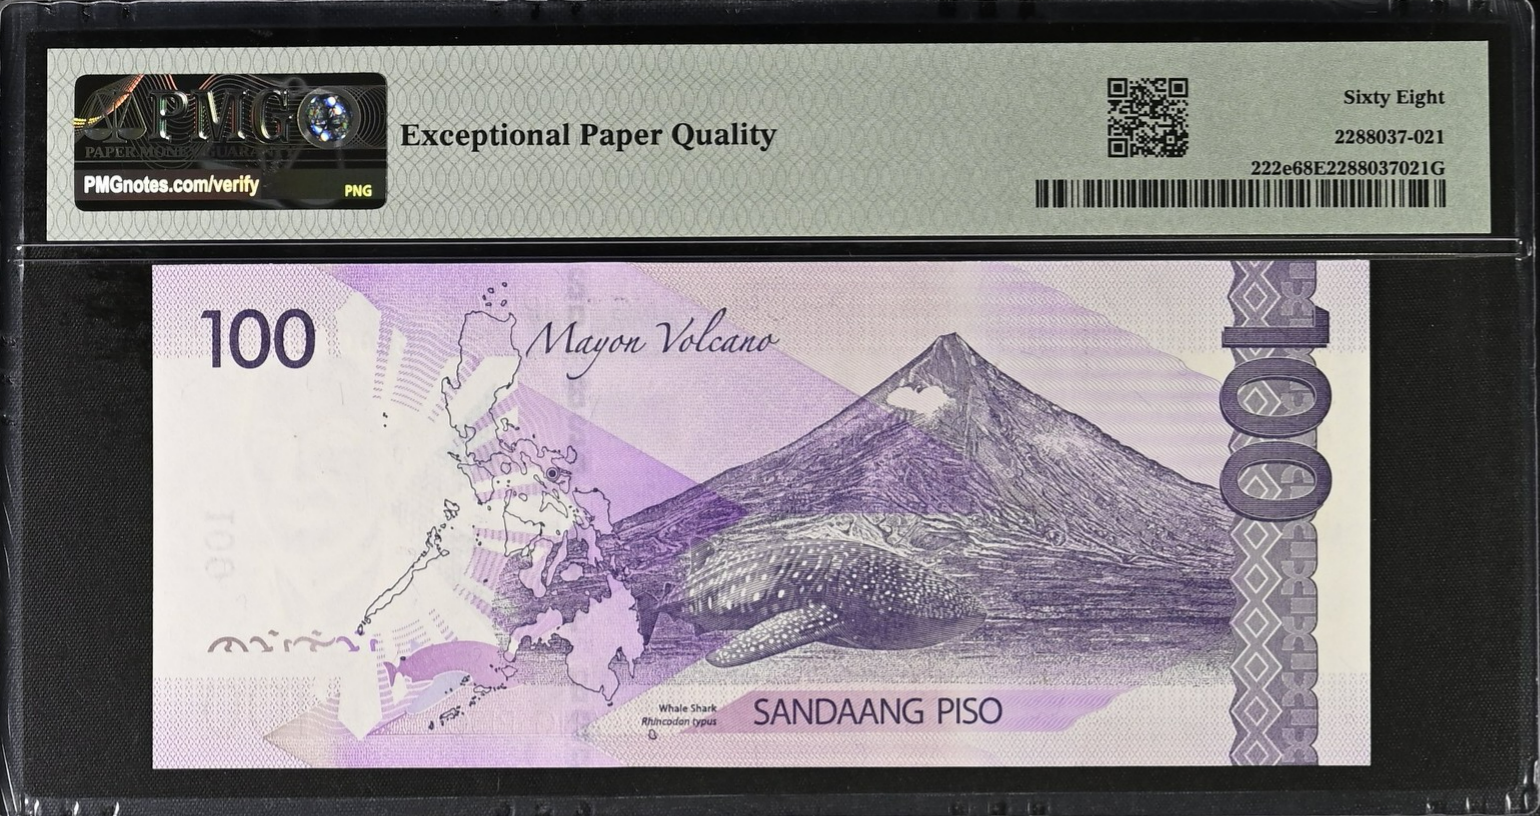 PMG
PAPER MONEY GUARANTY
PMGnotes.com/verify
PNG
Exceptional Paper Quality
Sixty Eight
2288037-021
222e68E2288037021G
100
Mayon Volcano
100
Whale Shark
Rhincodon typus
SANDAANG PISO